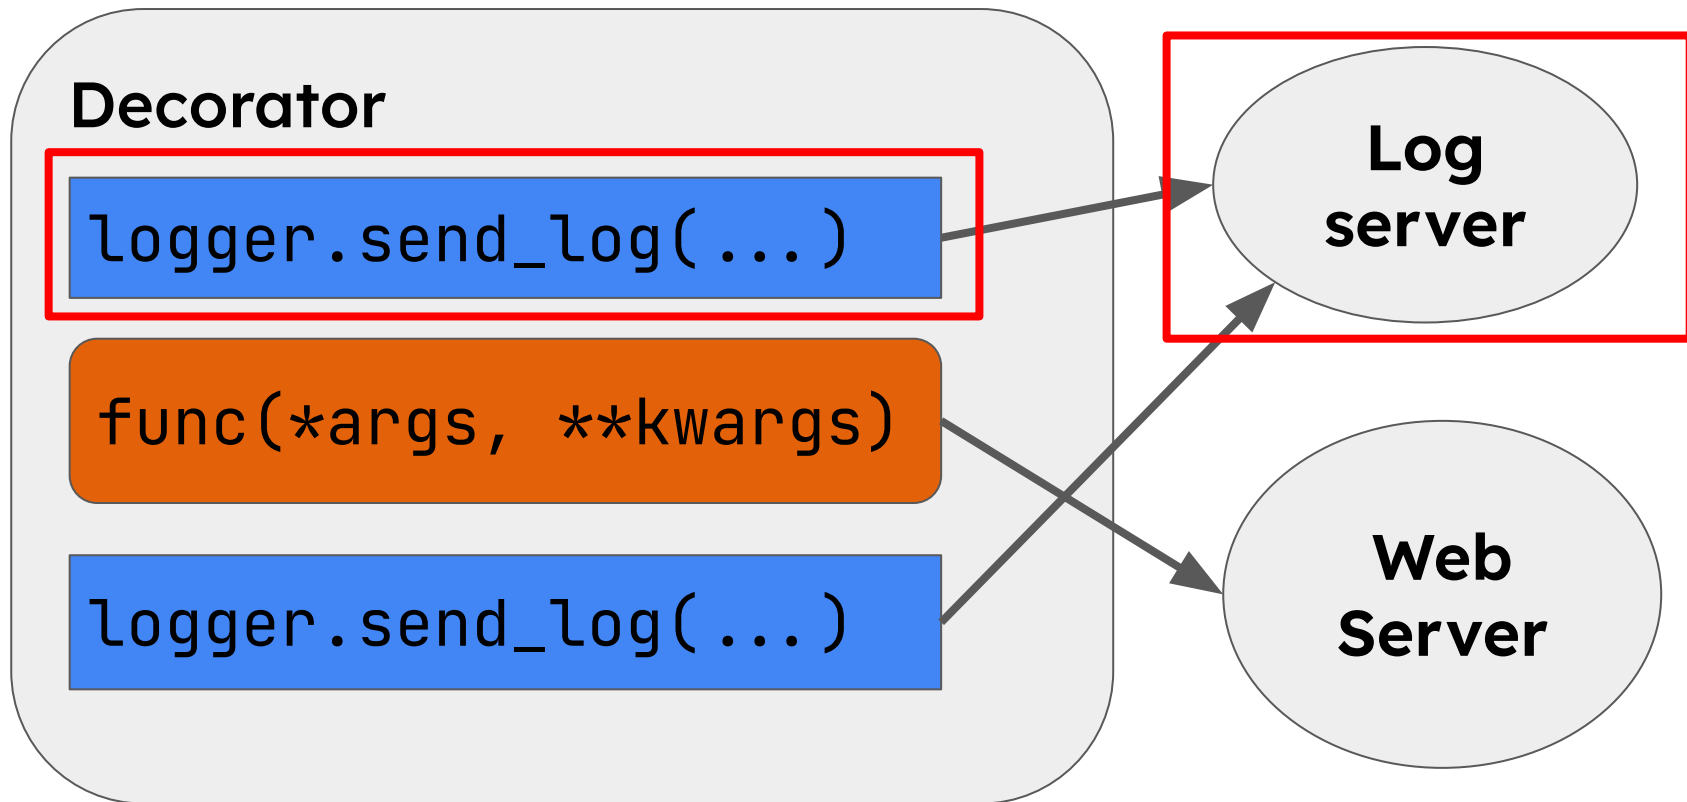 Decorator
logger.send_log(...)
func(*args, **kwargs)
logger.send_log(...)
Log
server
Web
Server